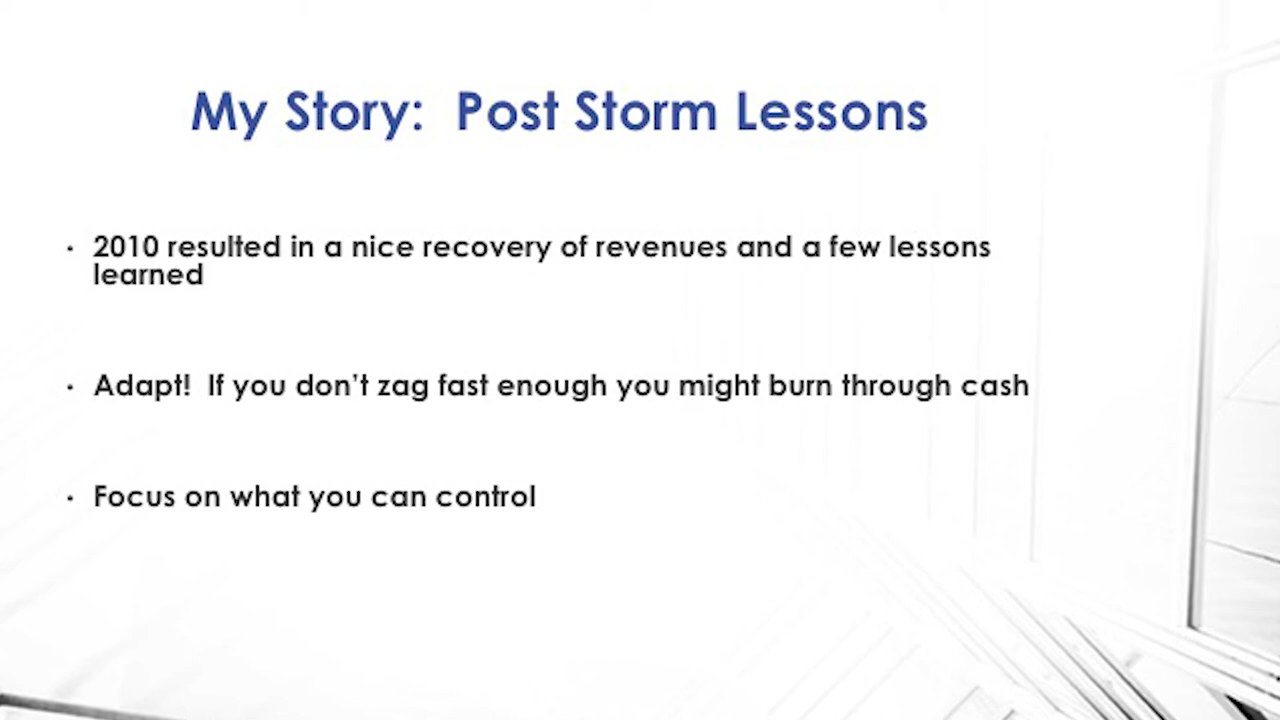 My Story:  Post Storm Lessons
· 2010 resulted in a nice recovery of revenues and a few lessons
learned
· Adapt!  If you don’t zag fast enough you might burn through cash
· Focus on what you can control